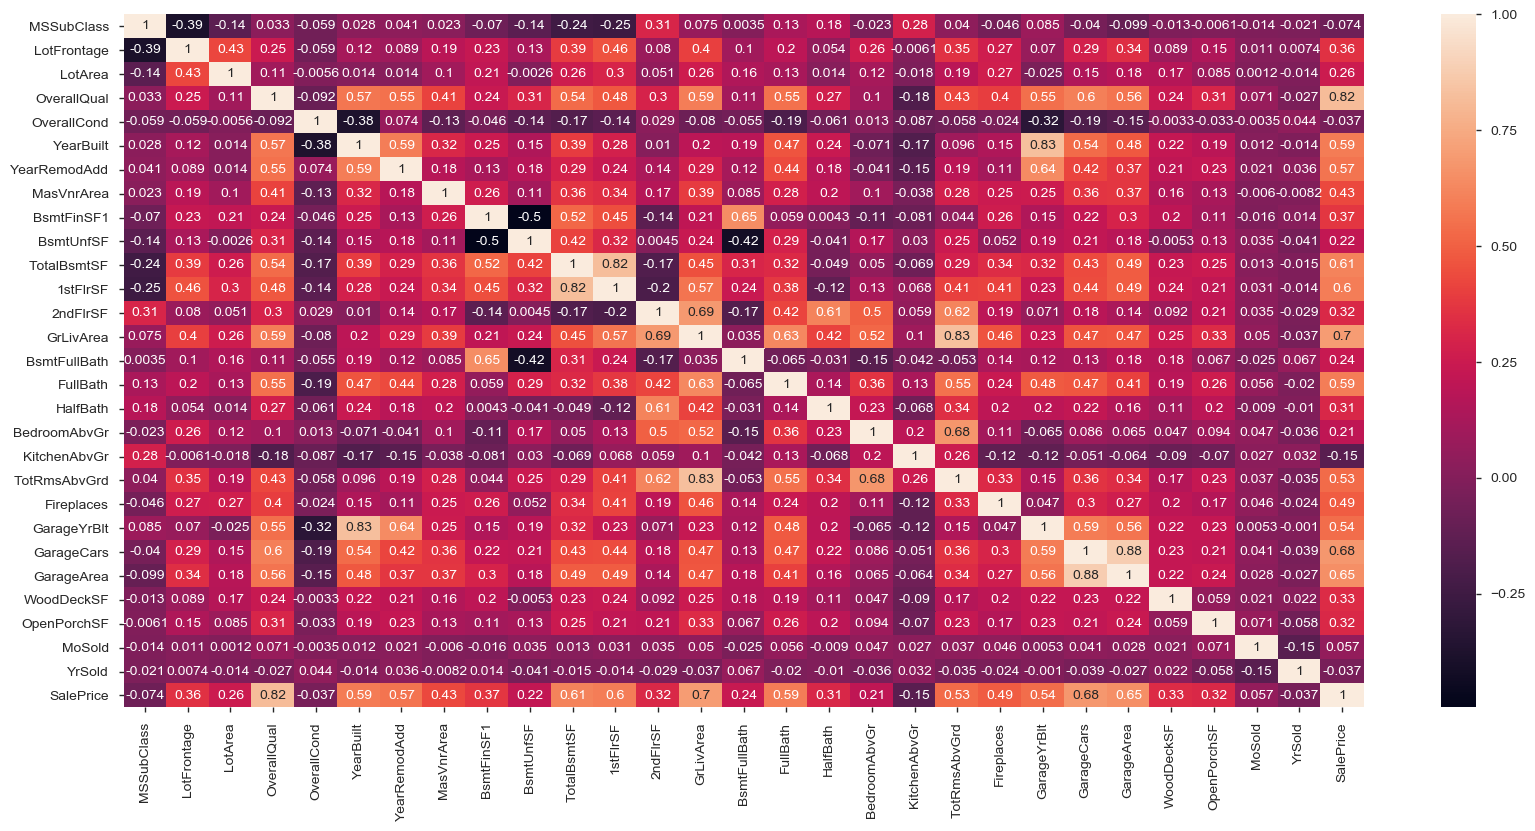 MSSubClass 1 -0.39 -0.14 0.033 -0.059 0.028 0.041 0.023 -0.07 -0.14 -0.24 -0.25 0.31 0.075 0.0035 0.13 0.18 -0.023 0.28 0.04 -0.046 0.085 -0.04 -0.099 -0.013 -0.0061 -0.014 -0.021 -0.074 1.00
LotFrontage -0.39 1 0.43 0.25 -0.059 0.12 0.089 0.19 0.23 0.13 0.39 0.46 0.08 0.4 0.1 0.2 0.054 0.26 -0.0061 0.35 0.27 0.07 0.29 0.34 0.089 0.15 0.011 0.0074 0.36
LotArea -0.14 0.43 1 0.11 -0.0056 0.014 0.014 0.1 0.21 -0.0026 0.26 0.3 0.051 0.26 0.16 0.13 0.014 0.12 -0.018 0.19 0.27 -0.025 0.15 0.18 0.17 0.085 0.0012 -0.014 0.26
OverallQual 0.033 0.25 0.11 1 -0.092 0.57 0.55 0.41 0.24 0.31 0.54 0.48 0.3 0.59 0.11 0.55 0.27 0.1 -0.18 0.43 0.4 0.55 0.6 0.56 0.24 0.31 0.071 -0.027 0.82
OverallCond -0.059 -0.059 -0.0056 -0.092 1 -0.38 0.074 -0.13 -0.046 -0.14 -0.17 -0.14 0.029 -0.08 -0.055 -0.19 -0.061 0.013 -0.087 -0.058 -0.024 -0.32 -0.19 -0.15 -0.0033 -0.033 -0.0035 0.044 -0.037
0.75
YearBuilt 0.028 0.12 0.014 0.57 -0.38 1 0.59 0.32 0.25 0.15 0.39 0.28 0.01 0.2 0.19 0.47 0.24 -0.071 -0.17 0.096 0.15 0.83 0.54 0.48 0.22 0.19 0.012 -0.014 0.59
YearRemodAdd 0.041 0.089 0.014 0.55 0.074 0.59 1 0.18 0.13 0.18 0.29 0.24 0.14 0.29 0.12 0.44 0.18 -0.041 -0.15 0.19 0.11 0.64 0.42 0.37 0.21 0.23 0.021 0.036 0.57
MasVnrArea 0.023 0.19 0.1 0.41 -0.13 0.32 0.18 1 0.26 0.11 0.36 0.34 0.17 0.39 0.085 0.28 0.2 0.1 -0.038 0.28 0.25 0.25 0.36 0.37 0.16 0.13 -0.006 -0.0082 0.43
BsmtFinSF1 -0.07 0.23 0.21 0.24 -0.046 0.25 0.13 0.26 1 -0.5 0.52 0.45 -0.14 0.21 0.65 0.059 0.0043 -0.11 -0.081 0.044 0.26 0.15 0.22 0.3 0.2 0.11 -0.016 0.014 0.37
BsmtUnfSF -0.14 0.13 -0.0026 0.31 -0.14 0.15 0.18 0.11 -0.5 1 0.42 0.32 0.0045 0.24 -0.42 0.29 -0.041 0.17 0.03 0.25 0.052 0.19 0.21 0.18 -0.0053 0.13 0.035 -0.041 0.22
0.50
TotalBsmtSF -0.24 0.39 0.26 0.54 -0.17 0.39 0.29 0.36 0.52 0.42 1 0.82 -0.17 0.45 0.31 0.32 -0.049 0.05 -0.069 0.29 0.34 0.32 0.43 0.49 0.23 0.25 0.013 -0.015 0.61
1stFlrSF -0.25 0.46 0.3 0.48 -0.14 0.28 0.24 0.34 0.45 0.32 0.82 1 -0.2 0.57 0.24 0.38 -0.12 0.13 0.068 0.41 0.41 0.23 0.44 0.49 0.24 0.21 0.031 -0.014 0.6
2ndFlrSF 0.31 0.08 0.051 0.3 0.029 0.01 0.14 0.17 -0.14 0.0045 -0.17 -0.2 1 0.69 -0.17 0.42 0.61 0.5 0.059 0.62 0.19 0.071 0.18 0.14 0.092 0.21 0.035 -0.029 0.32
GrLivArea 0.075 0.4 0.26 0.59 -0.08 0.2 0.29 0.39 0.21 0.24 0.45 0.57 0.69 1 0.035 0.63 0.42 0.52 0.1 0.83 0.46 0.23 0.47 0.47 0.25 0.33 0.05 -0.037 0.7
BsmtFullBath 0.0035 0.1 0.16 0.11 -0.055 0.19 0.12 0.085 0.65 -0.42 0.31 0.24 -0.17 0.035 1 -0.065 -0.031 -0.15 -0.042 -0.053 0.14 0.12 0.13 0.18 0.18 0.067 -0.025 0.067 0.24
0.25
FullBath 0.13 0.2 0.13 0.55 -0.19 0.47 0.44 0.28 0.059 0.29 0.32 0.38 0.42 0.63 -0.065 1 0.14 0.36 0.13 0.55 0.24 0.48 0.47 0.41 0.19 0.26 0.056 -0.02 0.59
HalfBath 0.18 0.054 0.014 0.27 -0.061 0.24 0.18 0.2 0.0043 -0.041 -0.049 -0.12 0.61 0.42 -0.031 0.14 1 0.23 -0.068 0.34 0.2 0.2 0.22 0.16 0.11 0.2 -0.009 -0.01 0.31
BedroomAbvGr -0.023 0.26 0.12 0.1 0.013 -0.071 -0.041 0.1 -0.11 0.17 0.05 0.13 0.5 0.52 -0.15 0.36 0.23 1 0.2 0.68 0.11 -0.065 0.086 0.065 0.047 0.094 0.047 -0.036 0.21
KitchenAbvGr 0.28 -0.0061 -0.018 -0.18 -0.087 -0.17 -0.15 -0.038 -0.081 0.03 -0.069 0.068 0.059 0.1 -0.042 0.13 -0.068 0.2 1 0.26 -0.12 -0.12 -0.051 -0.064 -0.09 -0.07 0.027 0.032 -0.15
TotRmsAbvGrd 0.04 0.35 0.19 0.43 -0.058 0.096 0.19 0.28 0.044 0.25 0.29 0.41 0.62 0.83 -0.053 0.55 0.34 0.68 0.26 1 0.33 0.15 0.36 0.34 0.17 0.23 0.037 -0.035 0.53
0.00
Fireplaces -0.046 0.27 0.27 0.4 -0.024 0.15 0.11 0.25 0.26 0.052 0.34 0.41 0.19 0.46 0.14 0.24 0.2 0.11 -0.12 0.33 1 0.047 0.3 0.27 0.2 0.17 0.046 -0.024 0.49
GarageYrBlt 0.085 0.07 -0.025 0.55 -0.32 0.83 0.64 0.25 0.15 0.19 0.32 0.23 0.071 0.23 0.12 0.48 0.2 -0.065 -0.12 0.15 0.047 1 0.59 0.56 0.22 0.23 0.0053 -0.001 0.54
GarageCars -0.04 0.29 0.15 0.6 -0.19 0.54 0.42 0.36 0.22 0.21 0.43 0.44 0.18 0.47 0.13 0.47 0.22 0.086 -0.051 0.36 0.3 0.59 1 0.88 0.23 0.21 0.041 -0.039 0.68
GarageArea -0.099 0.34 0.18 0.56 -0.15 0.48 0.37 0.37 0.3 0.18 0.49 0.49 0.14 0.47 0.18 0.41 0.16 0.065 -0.064 0.34 0.27 0.56 0.88 1 0.22 0.24 0.028 -0.027 0.65
WoodDeckSF -0.013 0.089 0.17 0.24 -0.0033 0.22 0.21 0.16 0.2 -0.0053 0.23 0.24 0.092 0.25 0.18 0.19 0.11 0.047 -0.09 0.17 0.2 0.22 0.23 0.22 1 0.059 0.021 0.022 0.33
−0.25
OpenPorchSF -0.0061 0.15 0.085 0.31 -0.033 0.19 0.23 0.13 0.11 0.13 0.25 0.21 0.21 0.33 0.067 0.26 0.2 0.094 -0.07 0.23 0.17 0.23 0.21 0.24 0.059 1 0.071 -0.058 0.32
MoSold -0.014 0.011 0.0012 0.071 -0.0035 0.012 0.021 -0.006 -0.016 0.035 0.013 0.031 0.035 0.05 -0.025 0.056 -0.009 0.047 0.027 0.037 0.046 0.0053 0.041 0.028 0.021 0.071 1 -0.15 0.057
YrSold -0.021 0.0074 -0.014 -0.027 0.044 -0.014 0.036 -0.0082 0.014 -0.041 -0.015 -0.014 -0.029 -0.037 0.067 -0.02 -0.01 -0.036 0.032 -0.035 -0.024 -0.001 -0.039 -0.027 0.022 -0.058 -0.15 1 -0.037
SalePrice -0.074 0.36 0.26 0.82 -0.037 0.59 0.57 0.43 0.37 0.22 0.61 0.6 0.32 0.7 0.24 0.59 0.31 0.21 -0.15 0.53 0.49 0.54 0.68 0.65 0.33 0.32 0.057 -0.037 1
MSSubClass LotFrontage LotArea OverallQual OverallCond YearBuilt YearRemodAdd MasVnrArea BsmtFinSF1 BsmtUnfSF TotalBsmtSF 1stFlrSF 2ndFlrSF GrLivArea BsmtFullBath FullBath HalfBath BedroomAbvGr KitchenAbvGr TotRmsAbvGrd Fireplaces GarageYrBlt GarageCars GarageArea WoodDeckSF OpenPorchSF MoSold YrSold SalePrice